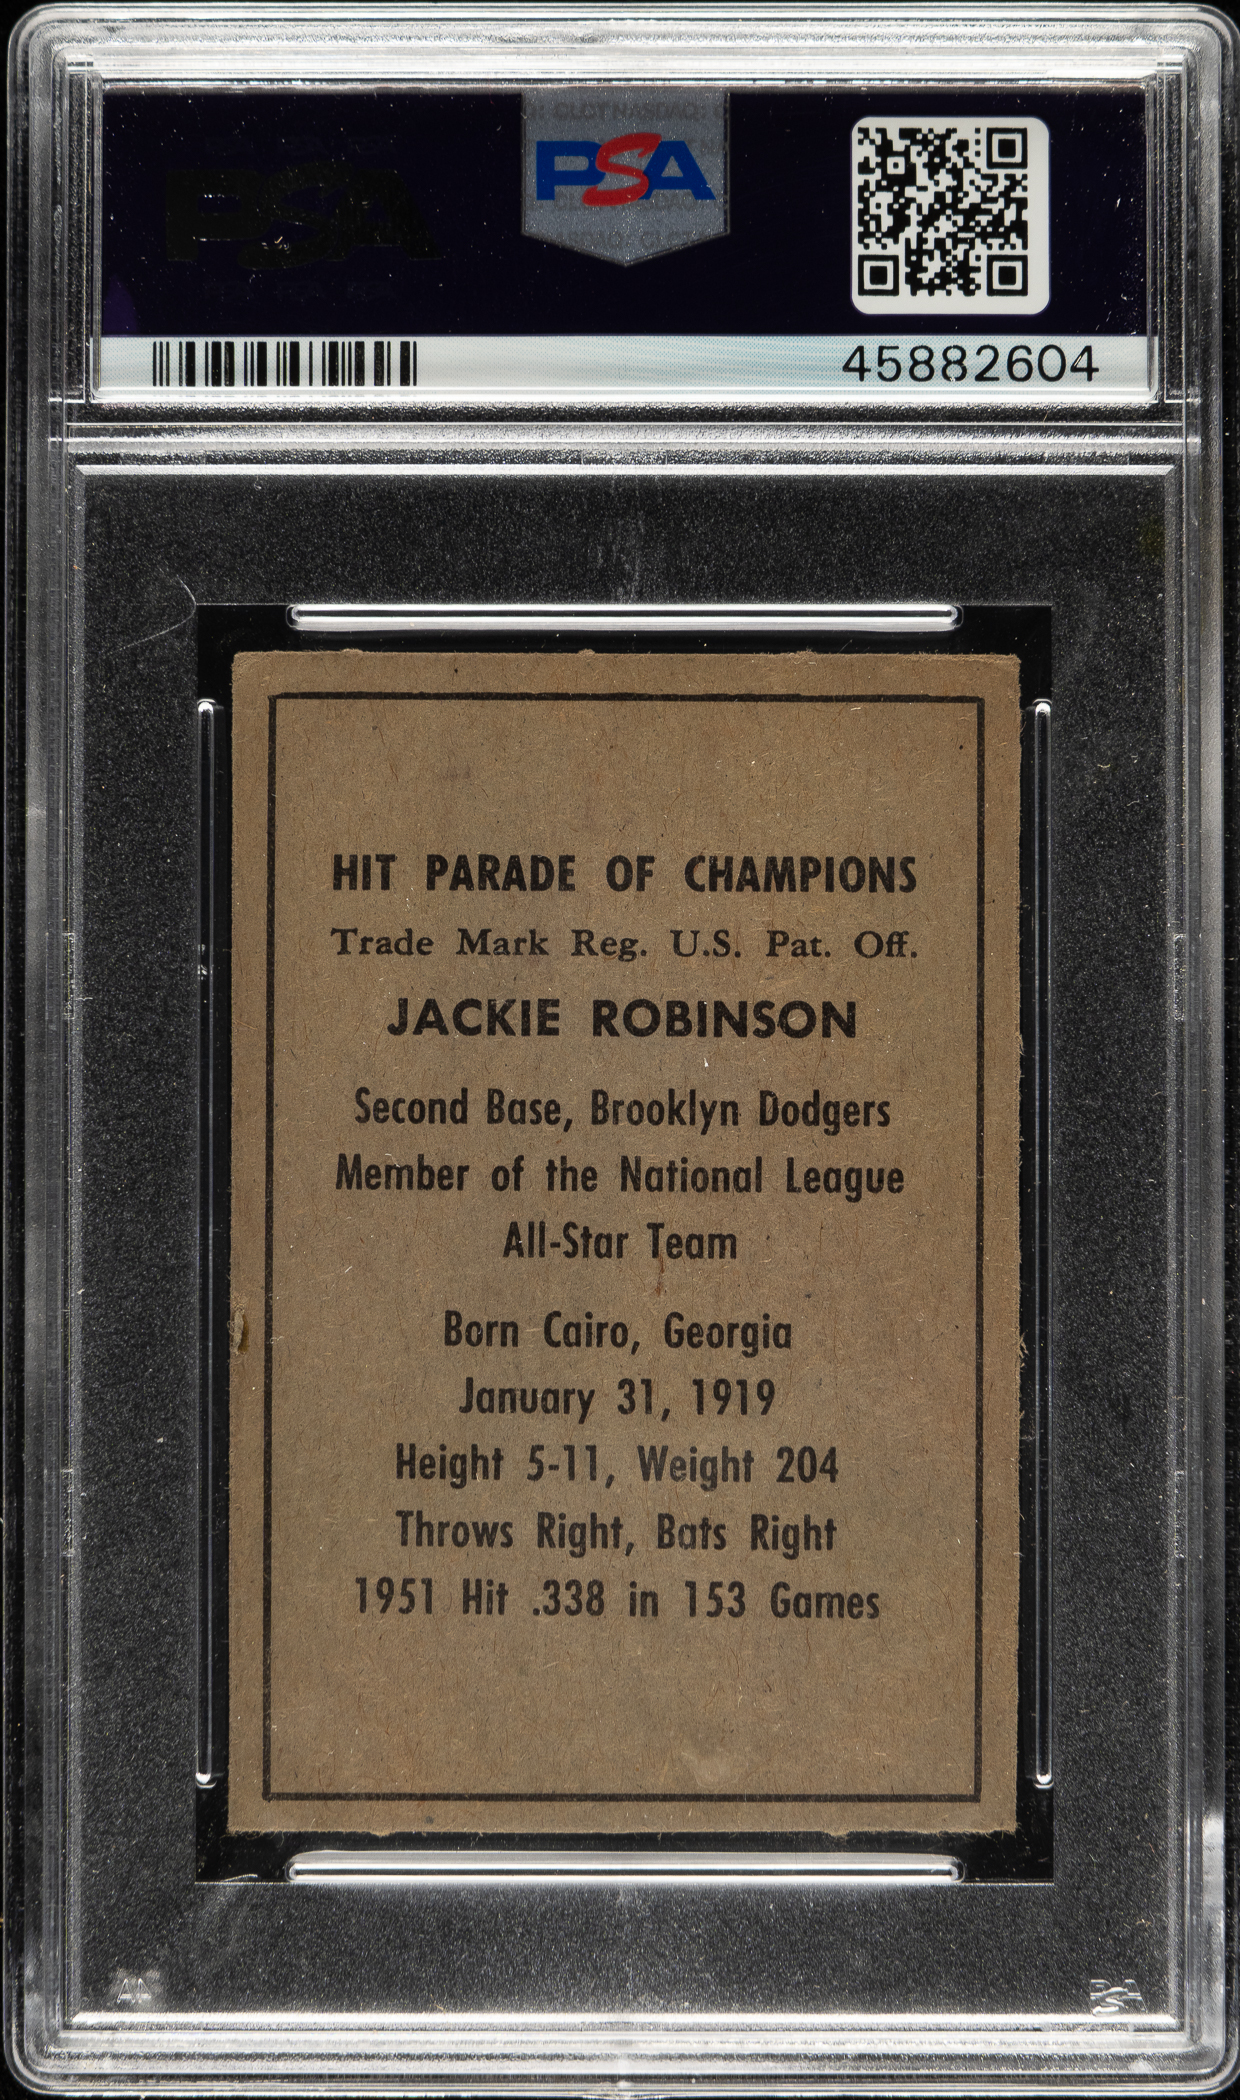 PSA
45882604
HIT PARADE OF CHAMPIONS
Trade Mark Reg. U.S. Pat. Off.
JACKIE ROBINSON
Second Base, Brooklyn Dodgers
Member of the National League
All-Star Team
Born Cairo, Georgia
January 31, 1919
Height 5-11, Weight 204
Throws Right, Bats Right
1951 Hit .338 in 153 Games
PSA